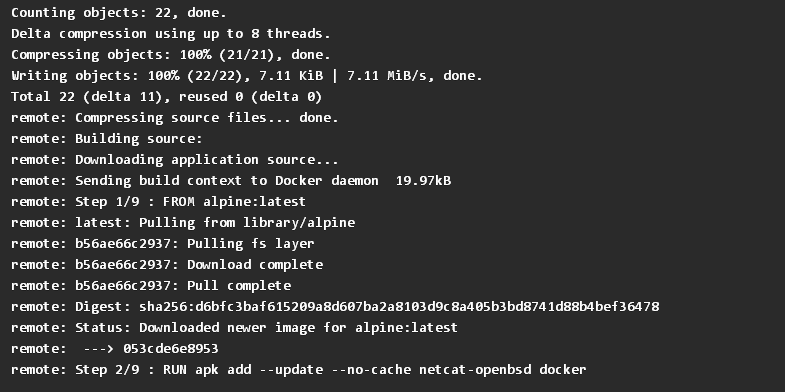 Counting objects: 22, done.
Delta compression using up to 8 threads.
Compressing objects: 100% (21/21), done.
Writing objects: 100% (22/22), 7.11 KiB | 7.11 MiB/s, done.
Total 22 (delta 11), reused 0 (delta 0)
remote: Compressing source files... done.
remote: Building source:
remote: Downloading application source...
remote: Sending build context to Docker daemon  19.97kB
remote: Step 1/9 : FROM alpine:latest
remote: latest: Pulling from library/alpine
remote: b56ae66c2937: Pulling fs layer
remote: b56ae66c2937: Download complete
remote: b56ae66c2937: Pull complete
remote: Digest: sha256:d6bfc3baf615209a8d607ba2a8103d9c8a405b3bd8741d88b4bef36478
remote: Status: Downloaded newer image for alpine:latest
remote:  ---> 053cde6e8953
remote: Step 2/9 : RUN apk add --update --no-cache netcat-openbsd docker